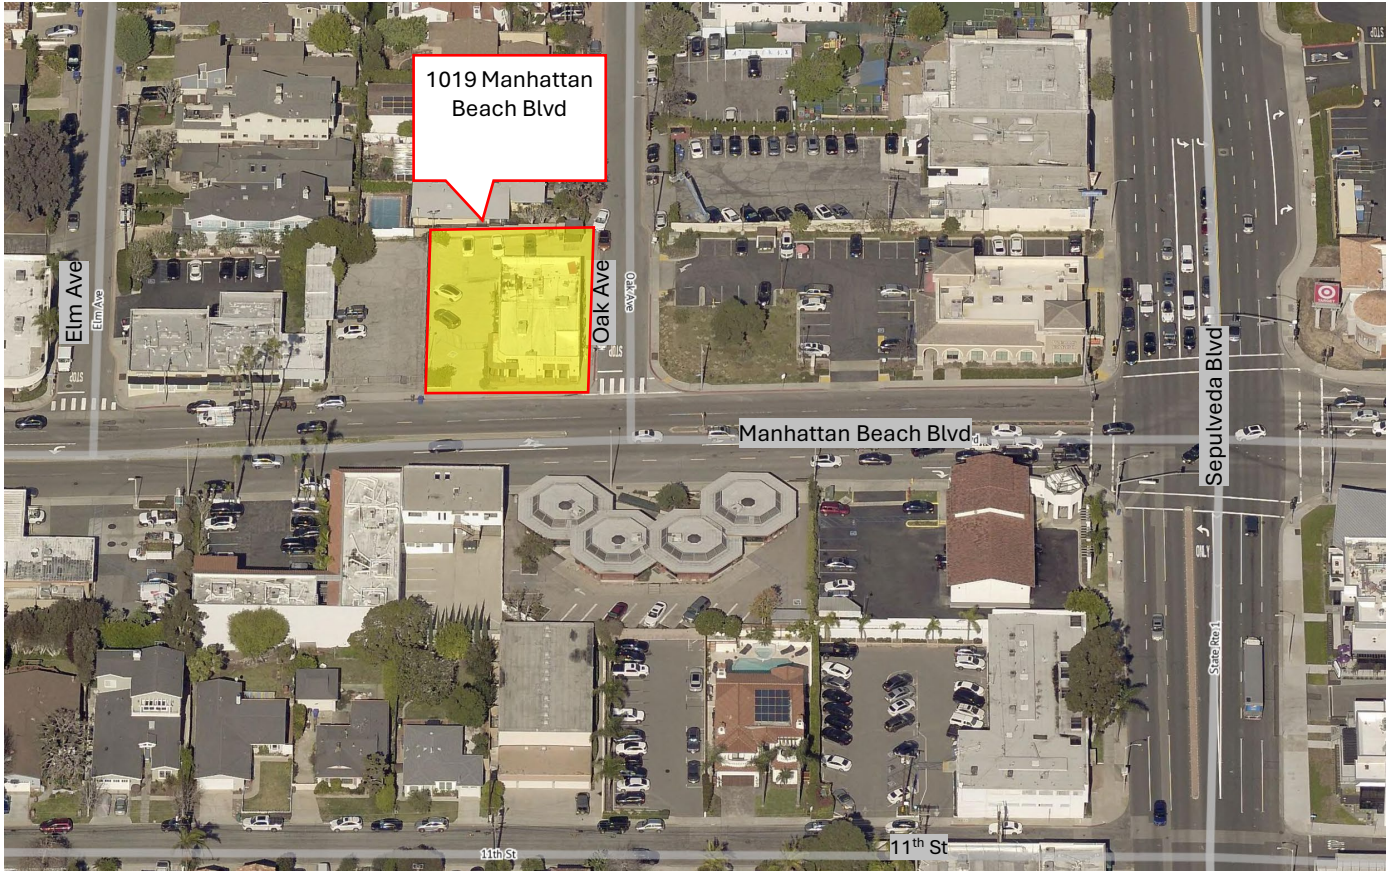 1019 Manhattan
Beach Blvd
STOP
Elm Ave
Elm Ave
Oak Ave
Oak Ave
STOP
STOP
Sepulveda Blvd
Manhattan Beach Blvd
d
ONLY
State Rte 1
11th St
11th St